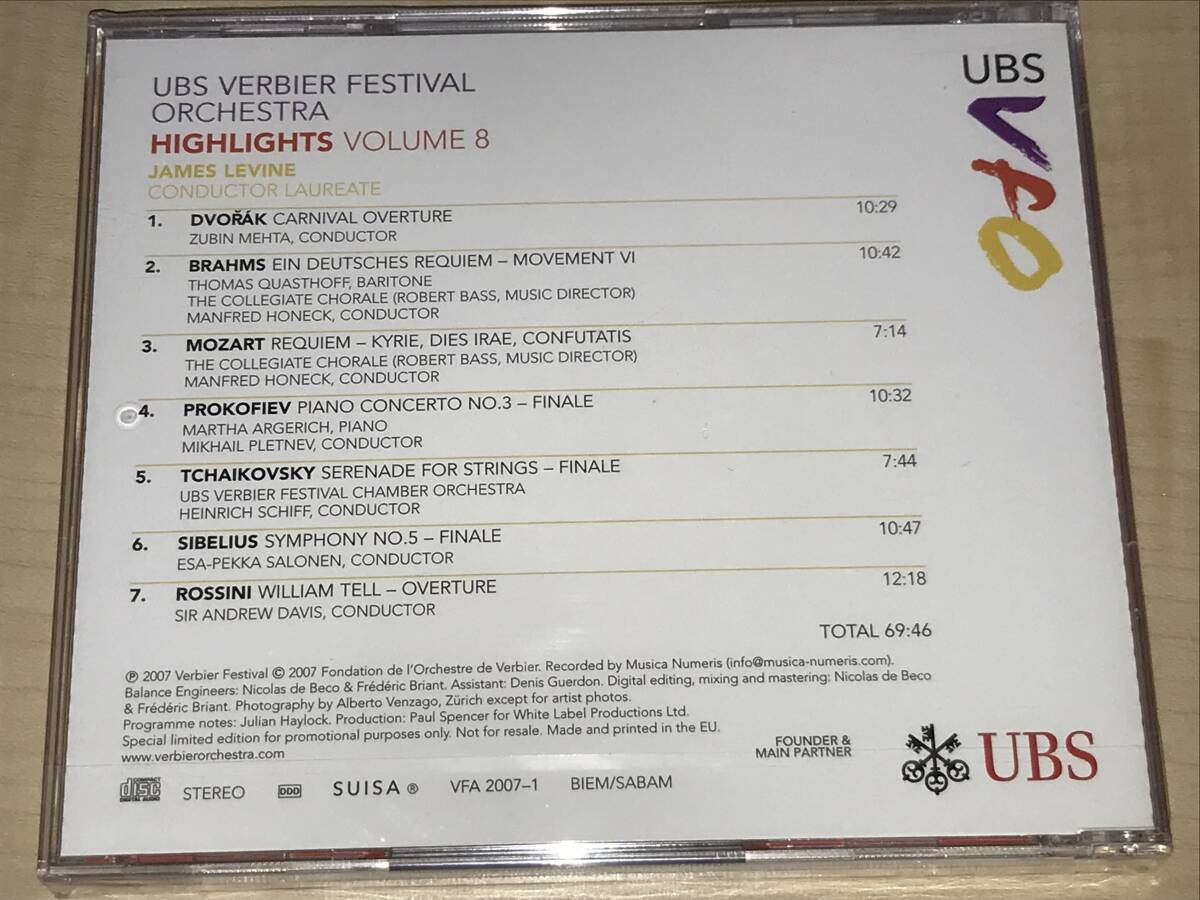 UBS VERBIER FESTIVAL
ORCHESTRA
HIGHLIGHTS VOLUME 8
JAMES LEVINE
CONDUCTOR LAUREATE
UBS
VFO
1. DVOŘÁK CARNIVAL OVERTURE 10:29
ZUBIN MEHTA, CONDUCTOR
2. BRAHMS EIN DEUTSCHES REQUIEM – MOVEMENT VI 10:42
THOMAS QUASTHOFF, BARITONE
THE COLLEGIATE CHORALE (ROBERT BASS, MUSIC DIRECTOR)
MANFRED HONECK, CONDUCTOR
3. MOZART REQUIEM – KYRIE, DIES IRAE, CONFUTATIS 7:14
THE COLLEGIATE CHORALE (ROBERT BASS, MUSIC DIRECTOR)
MANFRED HONECK, CONDUCTOR
4. PROKOFIEV PIANO CONCERTO NO.3 – FINALE 10:32
MARTHA ARGERICH, PIANO
MIKHAIL PLETNEV, CONDUCTOR
5. TCHAIKOVSKY SERENADE FOR STRINGS – FINALE 7:44
UBS VERBIER FESTIVAL CHAMBER ORCHESTRA
HEINRICH SCHIFF, CONDUCTOR
6. SIBELIUS SYMPHONY NO.5 – FINALE 10:47
ESA-PEKKA SALONEN, CONDUCTOR
7. ROSSINI WILLIAM TELL – OVERTURE 12:18
SIR ANDREW DAVIS, CONDUCTOR
TOTAL 69:46
℗ 2007 Verbier Festival © 2007 Fondation de l'Orchestre de Verbier. Recorded by Musica Numeris (info@musica-numeris.com).
Balance Engineers: Nicolas de Beco & Frédéric Briant. Assistant: Denis Guerdon. Digital editing, mixing and mastering: Nicolas de Beco
& Frédéric Briant. Photography by Alberto Venzago, Zürich except for artist photos.
Programme notes: Julian Haylock. Production: Paul Spencer for White Label Productions Ltd.
Special limited edition for promotional purposes only. Not for resale. Made and printed in the EU.
www.verbierorchestra.com
FOUNDER &
MAIN PARTNER
UBS
COMPACT
disc
DIGITAL AUDIO
STEREO DDD SUISA ® VFA 2007–1 BIEM/SABAM